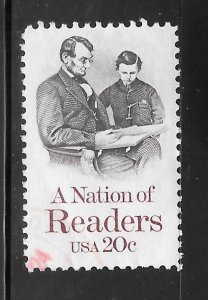 A Nation of
Readers
USA 20c